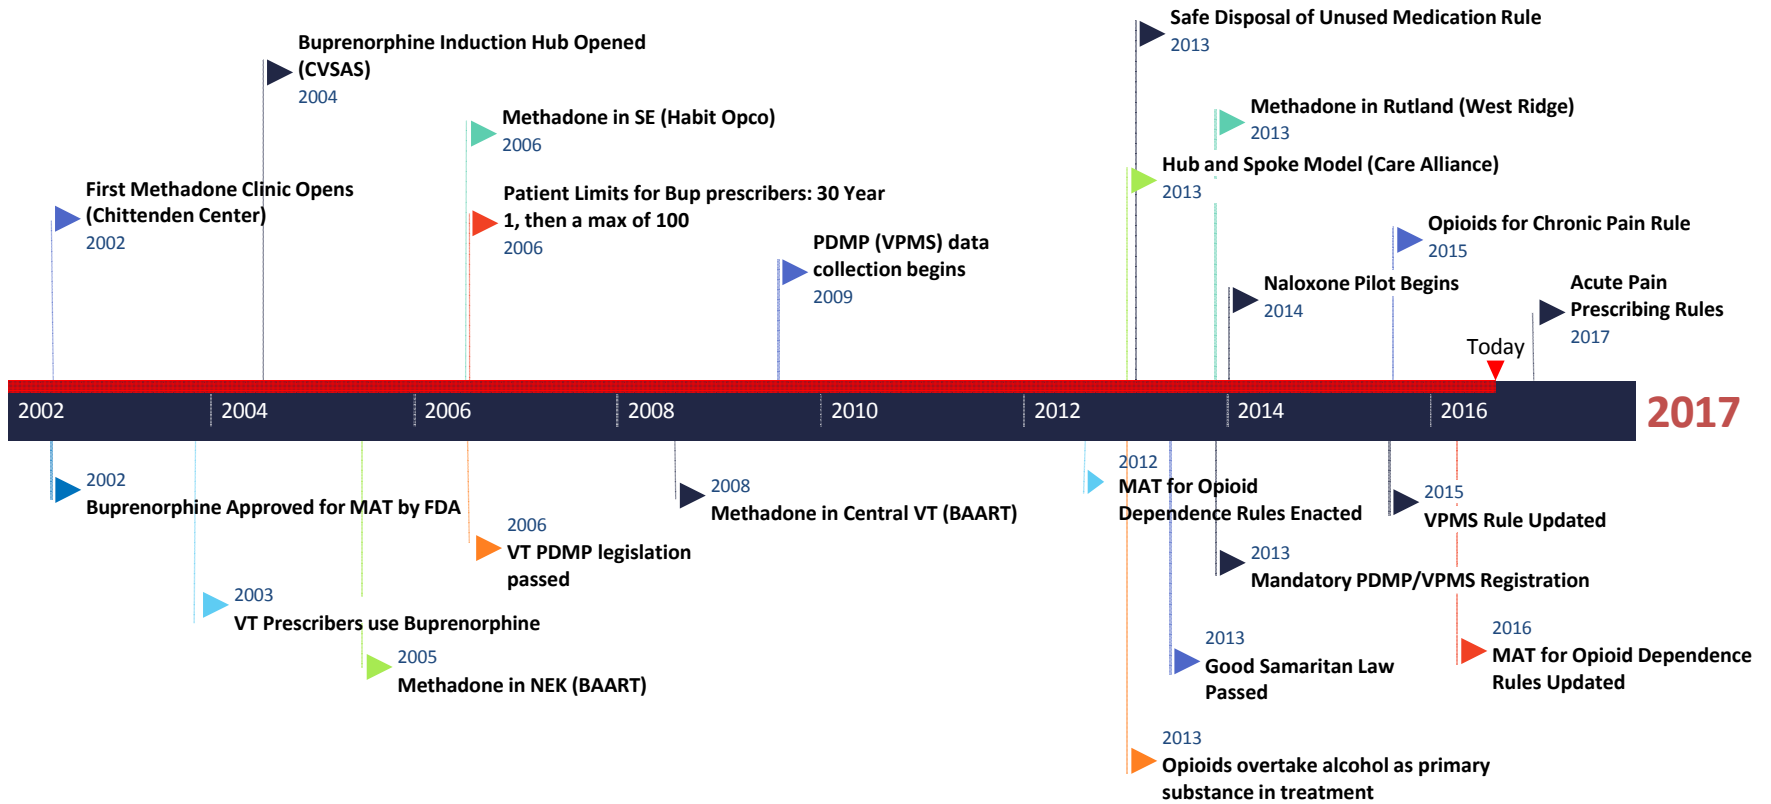 Safe Disposal of Unused Medication Rule
2013
Buprenorphine Induction Hub Opened
(CVSAS)
2004
Methadone in SE (Habit Opco)
2006
Methadone in Rutland (West Ridge)
2013
Hub and Spoke Model (Care Alliance)
2013
First Methadone Clinic Opens
(Chittenden Center)
2002
Patient Limits for Bup prescribers: 30 Year
1, then a max of 100
2006
PDMP (VPMS) data
collection begins
2009
Opioids for Chronic Pain Rule
2015
Naloxone Pilot Begins
2014
Acute Pain
Prescribing Rules
2017
Today
2002 2004 2006 2008 2010 2012 2014 2016 2017
2002
Buprenorphine Approved for MAT by FDA
2003
VT Prescribers use Buprenorphine
2005
Methadone in NEK (BAART)
2006
VT PDMP legislation
passed
2008
Methadone in Central VT (BAART)
2012
MAT for Opioid
Dependence Rules Enacted
2015
VPMS Rule Updated
2013
Mandatory PDMP/VPMS Registration
2013
Good Samaritan Law
Passed
2016
MAT for Opioid Dependence
Rules Updated
2013
Opioids overtake alcohol as primary
substance in treatment